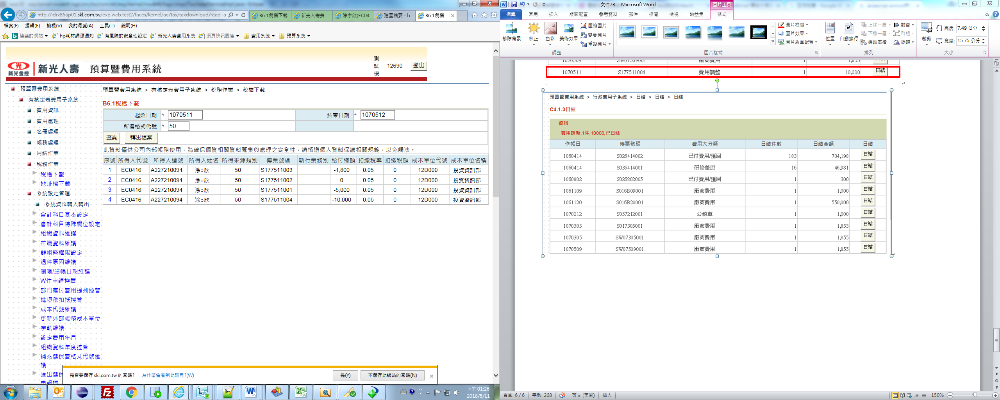 http://idrx86ap01.skl.com.tw/exp.web.test2/faces/kernel/ae/tax/taxdownload/readTa
B6.1稅檔下載
新光人壽費...
涂宇欣(EC04...
建置摘要 - b...
B6.1稅檔...
檔案(F) 編輯(E) 檢視(V) 我的最愛(A) 工具(T) 說明(H)
建議的網站 hp耗材調漲通知 有風險的安全性設定 新光人壽費用系統 網頁快訊圖庫 費用系統 預算系統
新光金控 新光人壽 預算暨費用系統
測試機 12690 登出
預算暨費用系統
有核定表費用子系統
費用資訊
費用處理
名冊處理
帳務處理
月結作業
稅務作業
稅檔下載
地址檔下載
系統設定管理
系統資料轉入轉出
會計科目基本設定
會計科目特殊欄位設定
組織資料維護
在職資料維護
群組暨權限設定
退件原因維護
關帳/結帳日期維護
W件申請控管
部門應付費用提列控管
進項稅扣抵控管
成本代號維護
更新外部帳務成本單位
字軌維護
設定費用年月
組織資料年度控管
補充健保費格式代號維
護
匯出健保
申報檔
預算暨費用系統 > 有核定表費用子系統 > 稅務作業 > 稅檔下載
B6.1稅檔下載
起始日期 * 1070511 結束日期 * 1070512
所得格式代號 * 50
查詢 轉出檔案
此資料僅供公司內部帳務使用，為確保個資相關資料蒐集與處理之安全性，請恪遵個人資料保護相關規範，以免觸法。
序號 所得人代號 所得人證號 所得人姓名 所得來源類別 傳票號碼 執行業務別 給付總額 扣繳稅率 扣繳稅額 成本單位代號 成本單位名稱
1 EC0416 A227210094 涂○欣 50 S177511003 -1,800 0.05 0 12D000 投資資訊部
2 EC0416 A227210094 涂○欣 50 S177511002 0 0.05 0 12D000 投資資訊部
3 EC0416 A227210094 涂○欣 50 S177511001 -5,000 0.05 0 12D000 投資資訊部
4 EC0416 A227210094 涂○欣 50 S177511004 -10,000 0.05 0 12D000 投資資訊部
是否要儲存 skl.com.tw 的密碼? 為什麼會看到此訊息?(W) 是(Y) 不儲存此網站的密碼(N)
下午 01:26
2018/5/11
文件73 - Microsoft Word
圖片工具
檔案 常用 插入 版面配置 參考資料 郵件 校閱 檢視 增益集 格式
移除背景 校正 色彩 美術效果 壓縮圖片
變更圖片
重設圖片
調整
圖片樣式
圖片框線
圖片效果
圖片版面配置
位置 自動換行 上移一層 下移一層 選取窗格 對齊 群組 旋轉
排列
裁剪 高度: 7.49 公分
寬度: 15.75 公分
大小
1070509 SW07509001 廠商費用 1 1,855 日結
1070511 S177511004 費用調整 1 10,000 日結
預算暨費用系統 > 行政費用子系統 > 日結 > 日結 > 日結
C4.1.3日結
資訊
費用調整,1件,10000,已日結
作帳日 傳票號碼 費用大分類 日結件數 日結金額 日結
1060414 S026414002 已付費用/匯回 183 704,198 日結
1060414 S036414001 研修差旅 16 46,981 日結
1060802 S026802005 已付費用/匯回 1 300 日結
1061109 S016B09001 廠商費用 1 1,000 日結
1061120 S016B20001 廠商費用 1 550,000 日結
1070212 S057212001 公務車 1 1,000 日結
1070305 S017305001 廠商費用 1 1,855 日結
1070305 SW07305001 廠商費用 1 1,855 日結
1070509 SW07509001 廠商費用 1 1,855 日結
頁面: 6 / 6 字數: 268 英文 (美國) 插入 150%